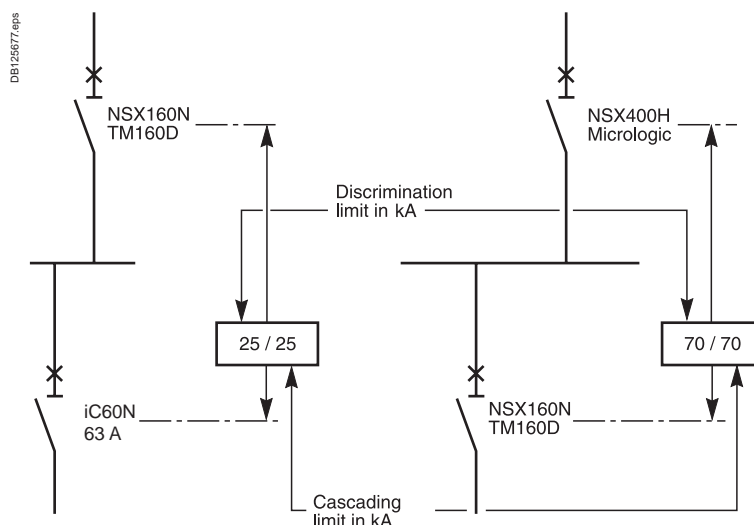 DB125677.eps
NSX160N
TM160D
NSX400H
Micrologic
Discrimination
limit in kA
25 / 25
70 / 70
iC60N
63 A
NSX160N
TM160D
Cascading
limit in kA